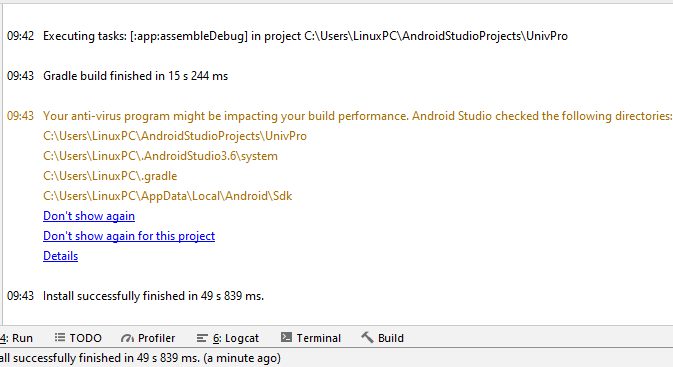 09:42 Executing tasks: [:app:assembleDebug] in project C:\Users\LinuxPC\AndroidStudioProjects\UnivPro
09:43 Gradle build finished in 15 s 244 ms
09:43 Your anti-virus program might be impacting your build performance. Android Studio checked the following directories:
C:\Users\LinuxPC\AndroidStudioProjects\UnivPro
C:\Users\LinuxPC\.AndroidStudio3.6\system
C:\Users\LinuxPC\.gradle
C:\Users\LinuxPC\AppData\Local\Android\Sdk
Don't show again
Don't show again for this project
Details
09:43 Install successfully finished in 49 s 839 ms.
4: Run TODO Profiler 6: Logcat Terminal Build
all successfully finished in 49 s 839 ms. (a minute ago)